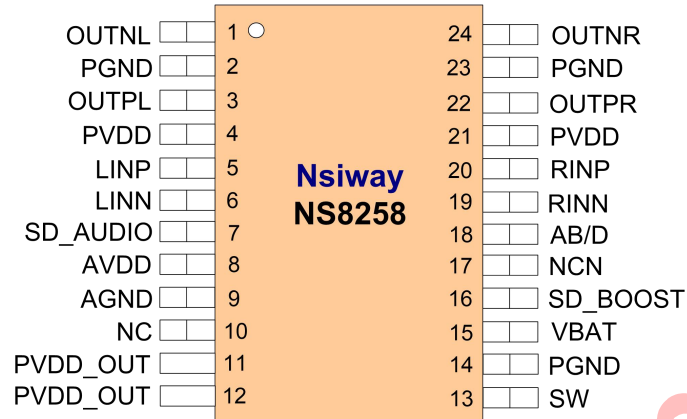 OUTNL 1 24 OUTNR
PGND 2 23 PGND
OUTPL 3 22 OUTPR
PVDD 4 21 PVDD
LINP 5 20 RINP
LINN 6 19 RINN
SD_AUDIO 7 18 AB/D
AVDD 8 17 NCN
AGND 9 16 SD_BOOST
NC 10 15 VBAT
PVDD_OUT 11 14 PGND
PVDD_OUT 12 13 SW
Nsiway
NS8258